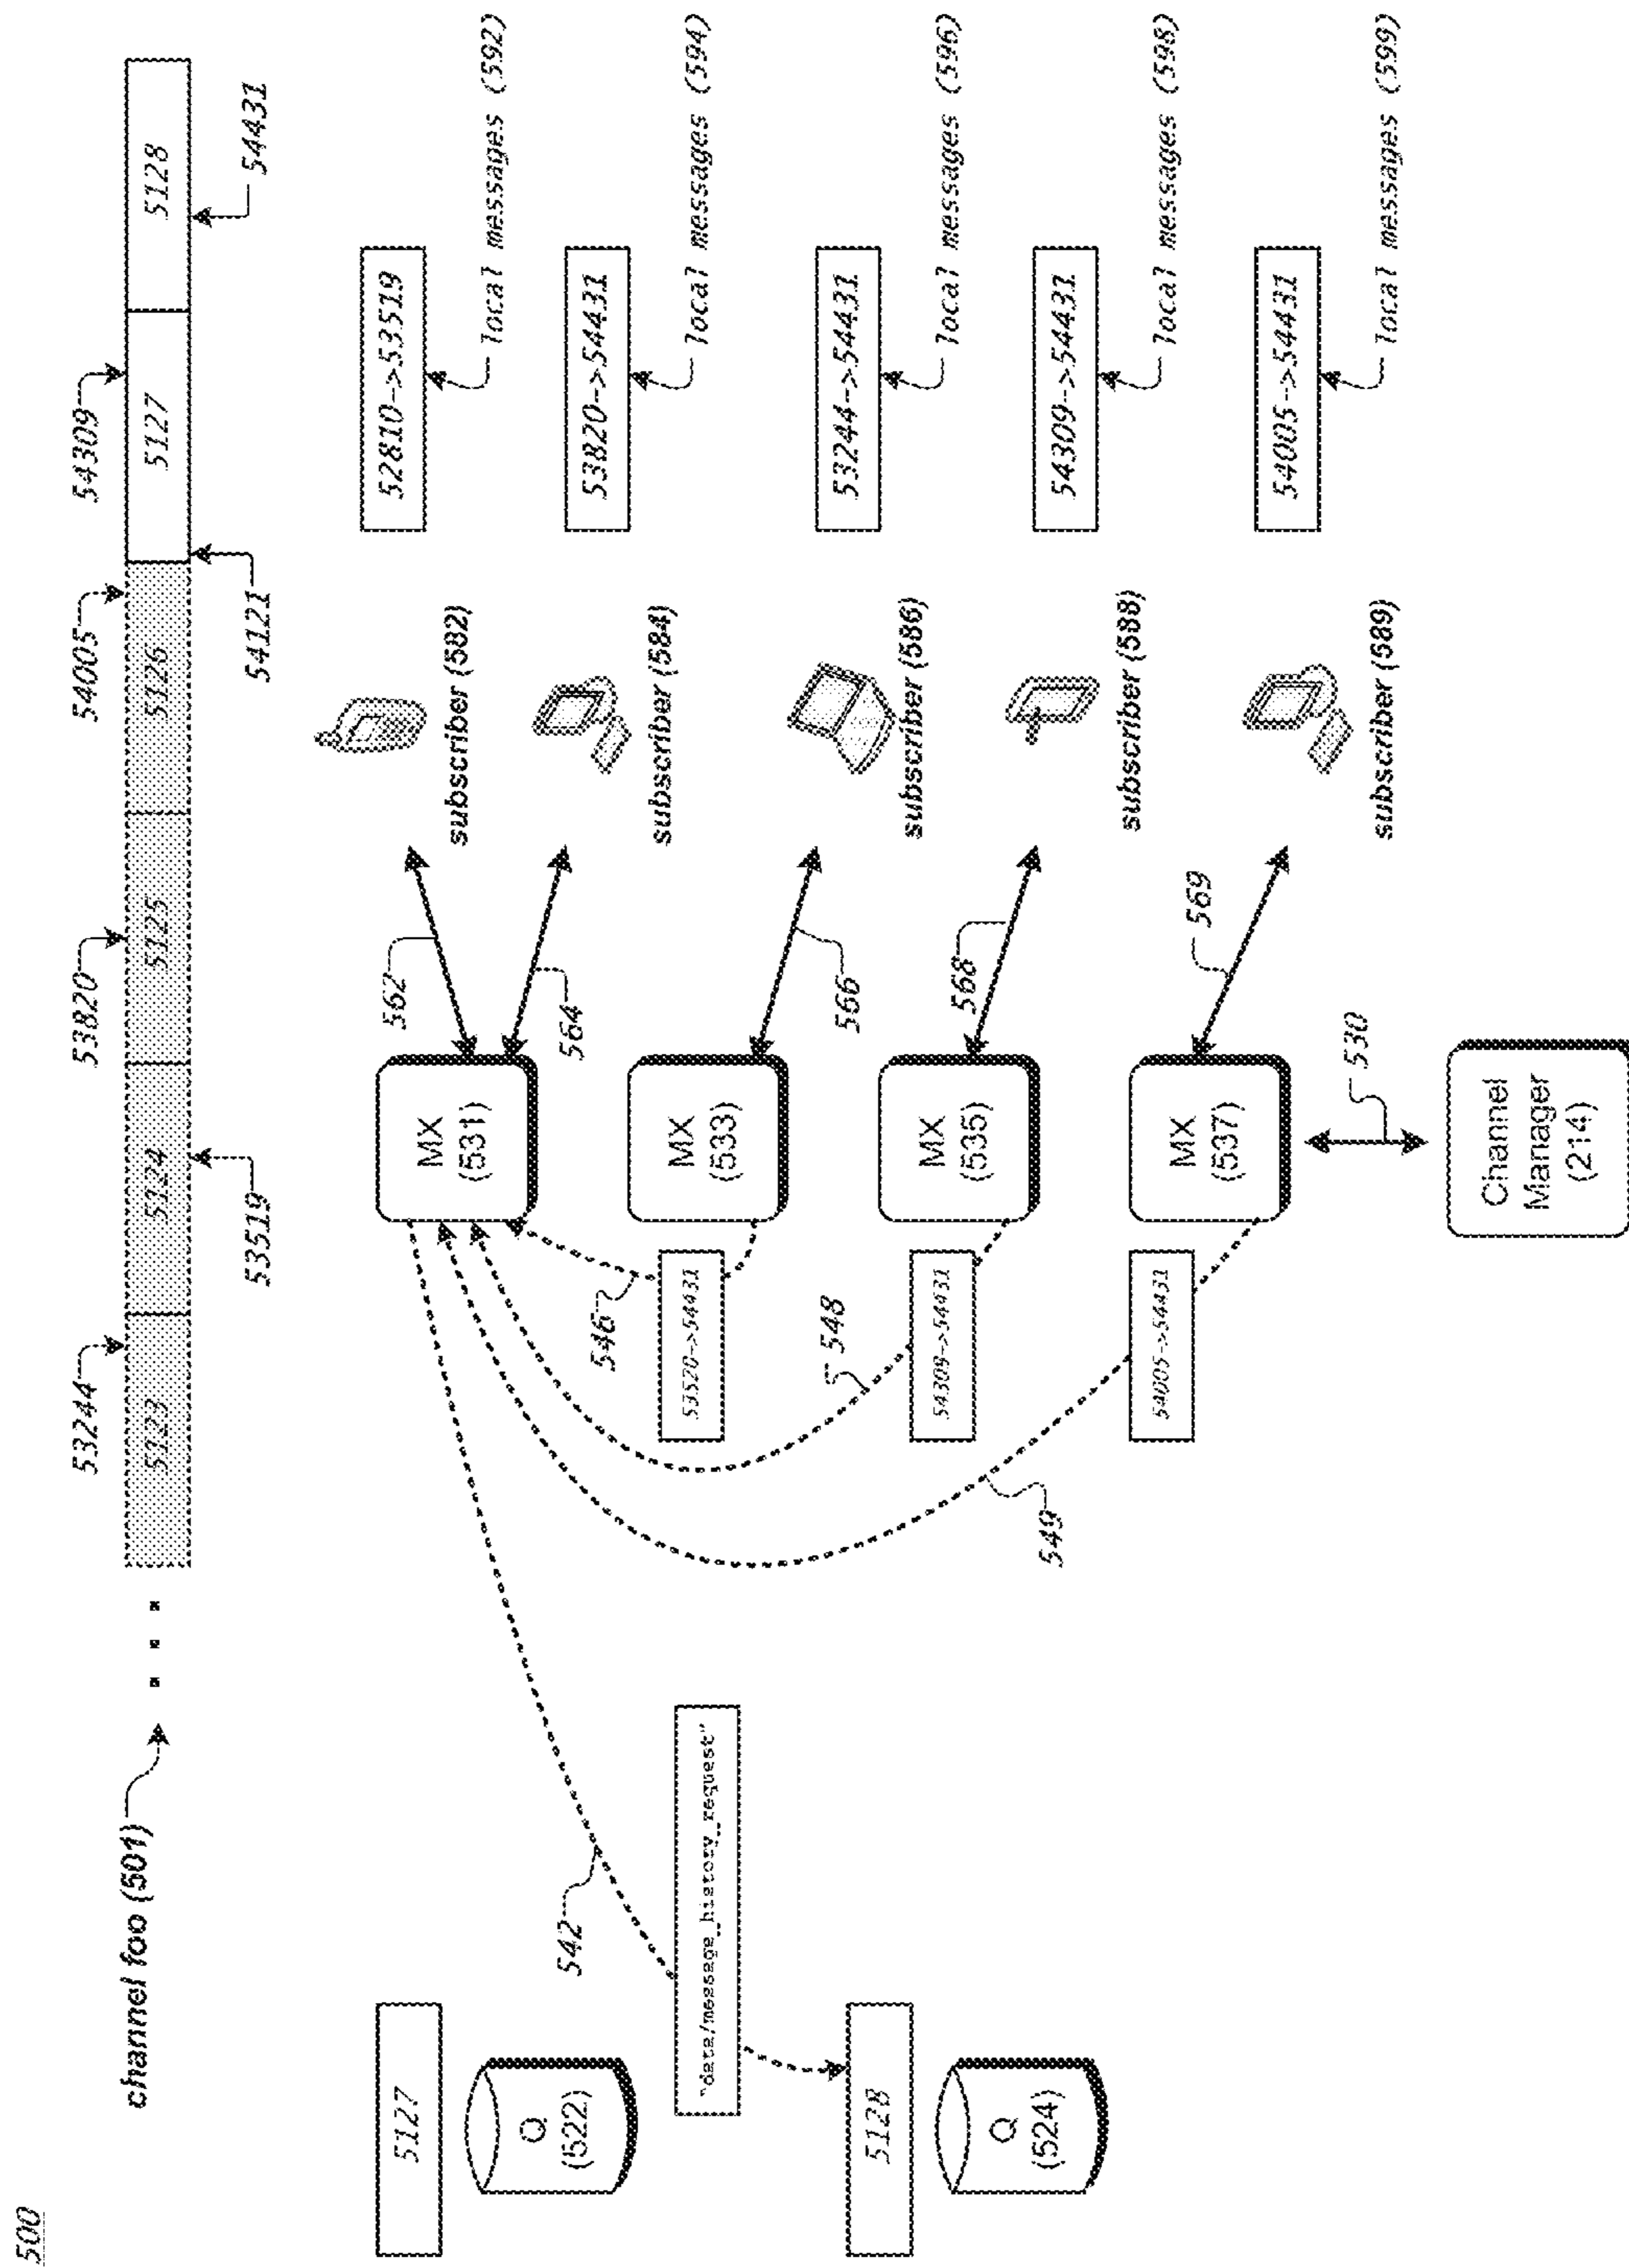 500
channel foo (501)
53244
53820
54005
54309
5123
5124
5125
5126
5127
5128
53519
54121
54431
5127
Q
(522)
542
"data/message_history_request"
5128
Q
(524)
MX
(531)
546
53520->54431
MX
(533)
548
54309->54431
MX
(535)
549
54005->54431
MX
(537)
530
Channel
Manager
(214)
562
564
566
568
569
subscriber (582)
subscriber (584)
subscriber (586)
subscriber (588)
subscriber (589)
52810->53519
local messages (592)
53820->54431
local messages (594)
53244->54431
local messages (596)
54309->54431
local messages (598)
54005->54431
local messages (599)